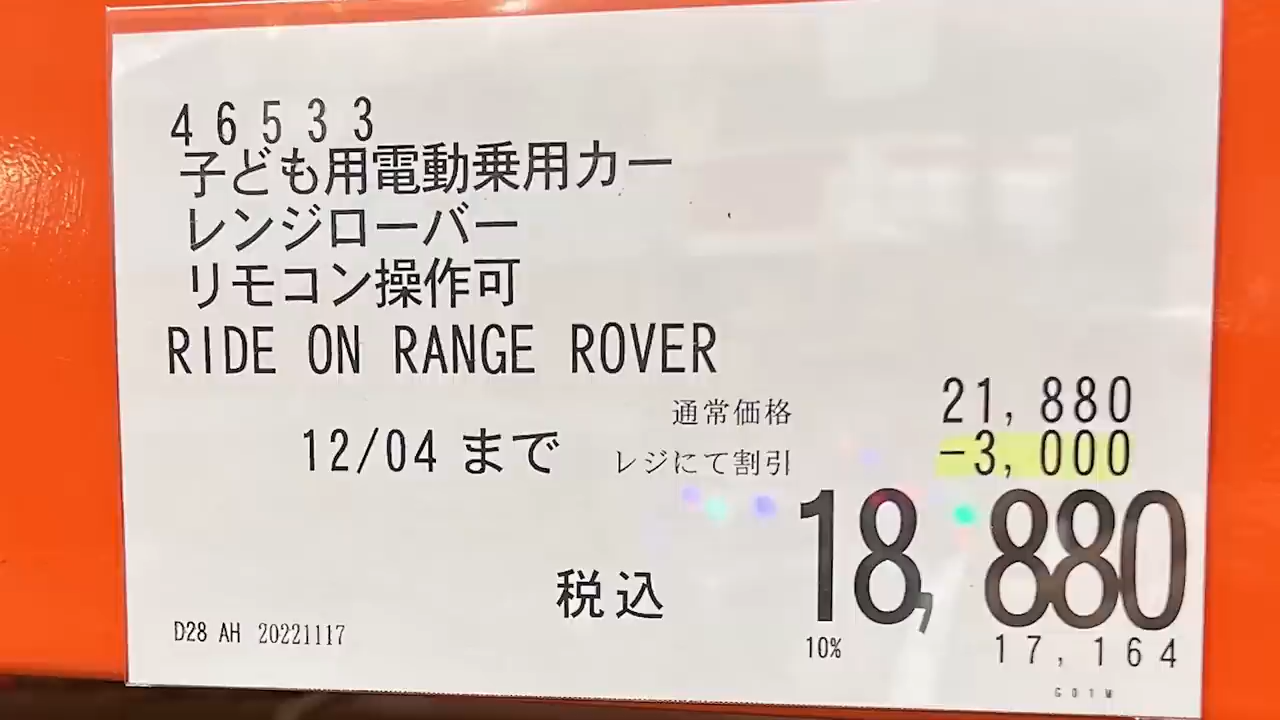 46533
子ども用電動乗用カー
レンジローバー
リモコン操作可
RIDE ON RANGE ROVER
通常価格 21,880
12/04 まで レジにて割引 -3,000
18,880
税込
10% 17,164
D28 AH 20221117
G01M